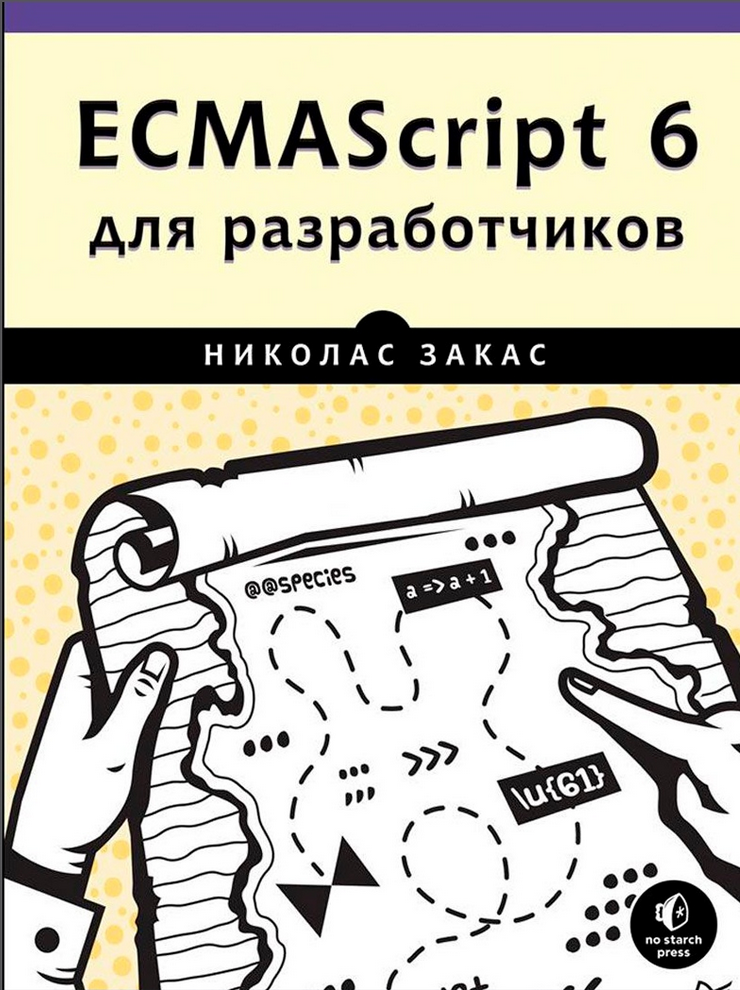 ECMAScript 6
для разработчиков
НИКОЛАС ЗАКАС
@@species
a => a + 1
\u{61}
no starch
press